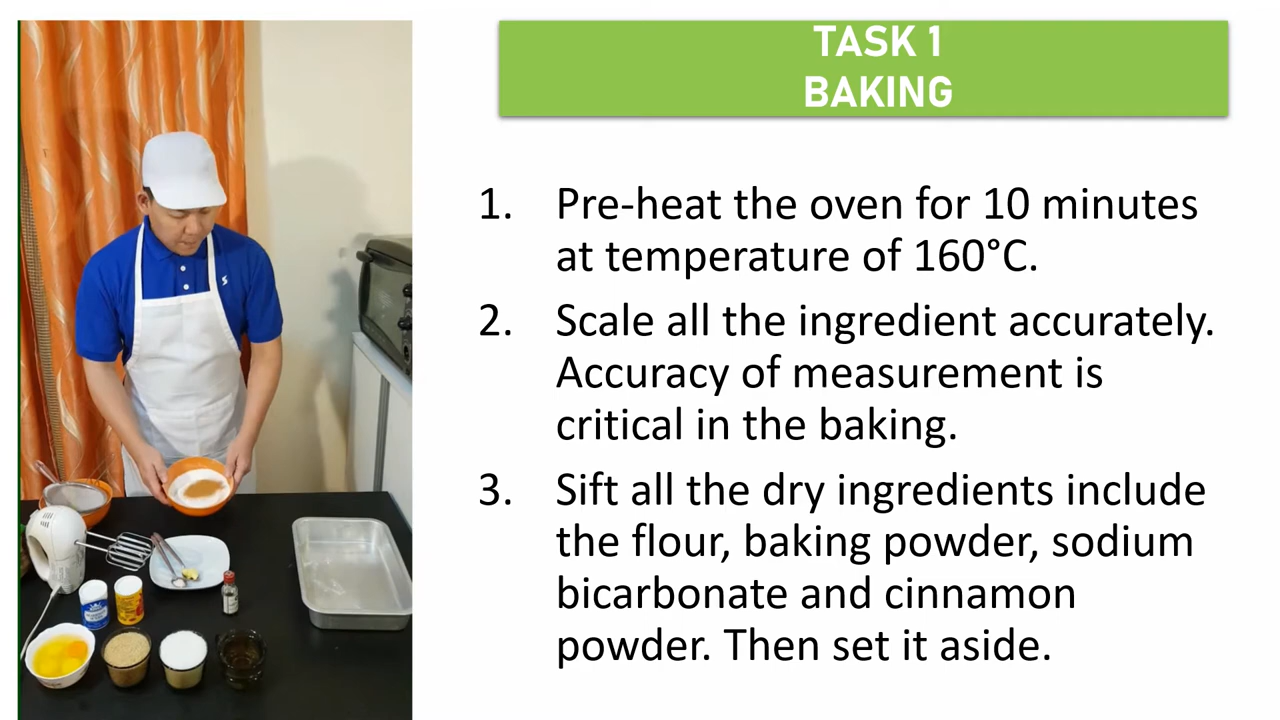 TASK 1
BAKING
1. Pre-heat the oven for 10 minutes
at temperature of 160°C.
2. Scale all the ingredient accurately.
Accuracy of measurement is
critical in the baking.
3. Sift all the dry ingredients include
the flour, baking powder, sodium
bicarbonate and cinnamon
powder. Then set it aside.